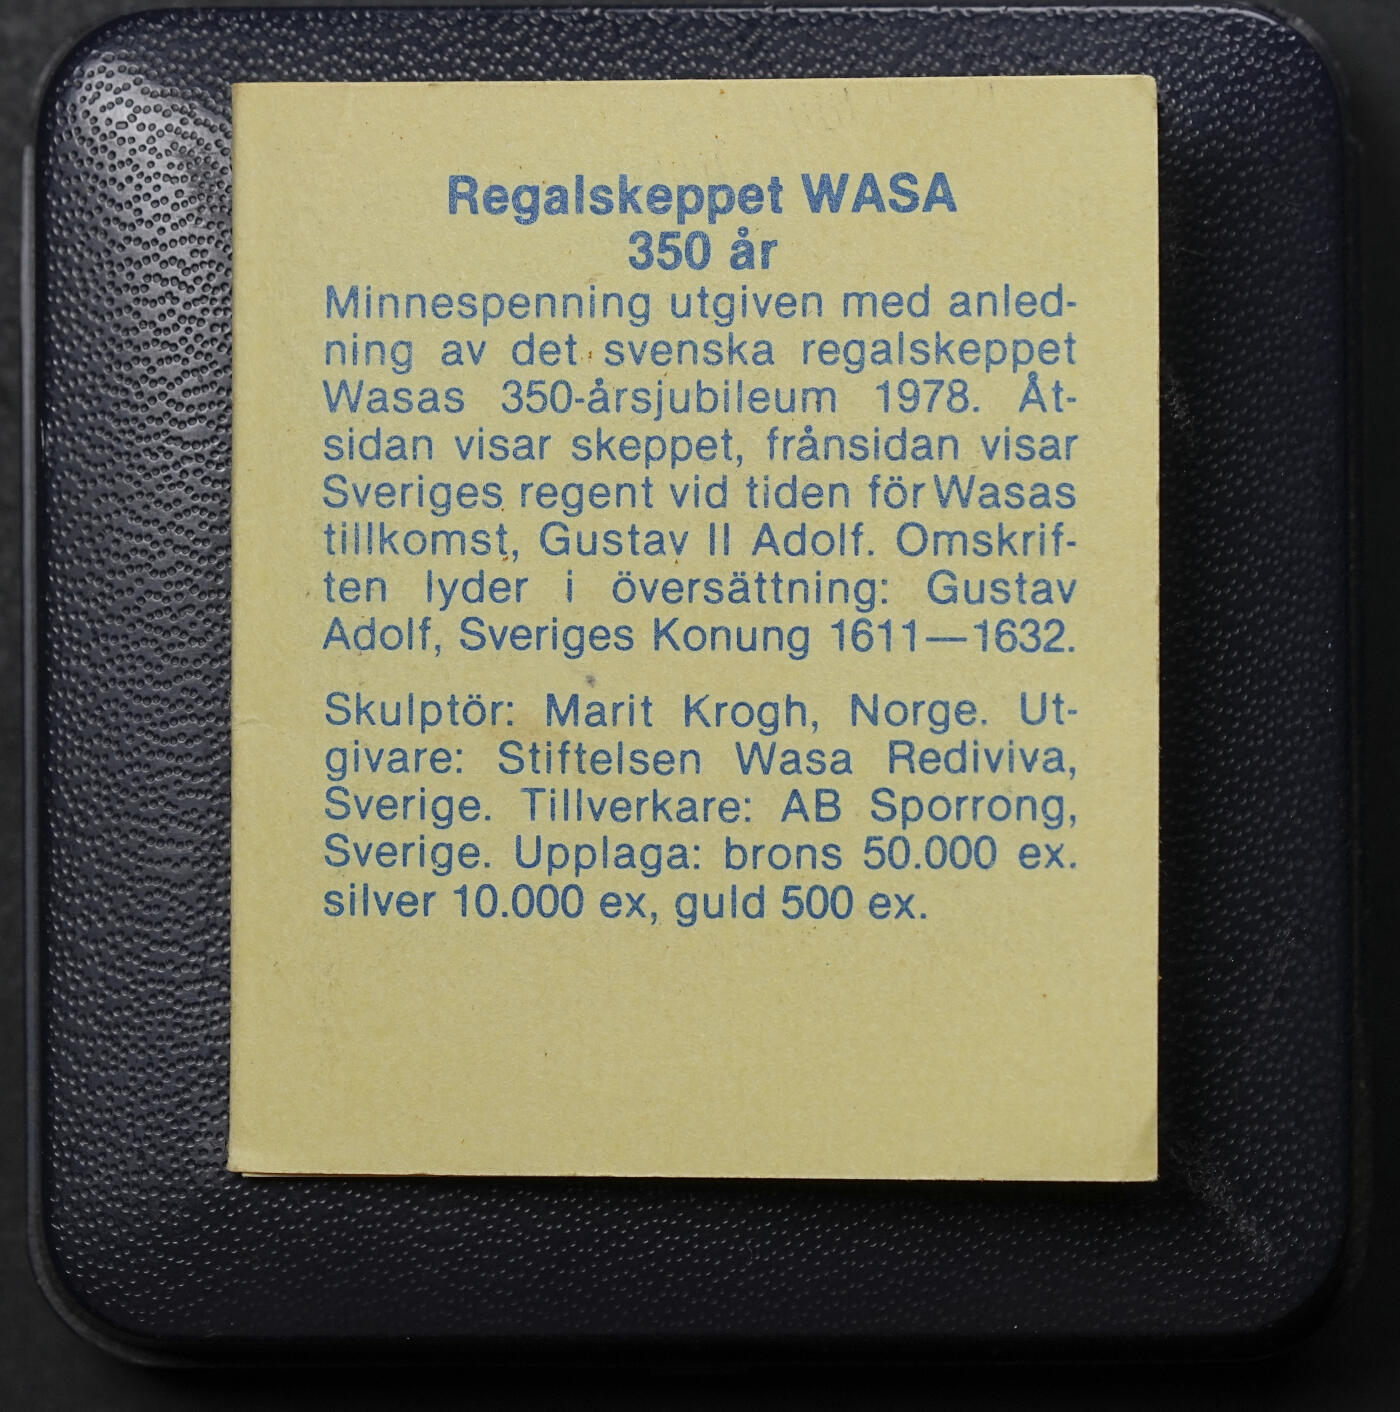 Regalskeppet WASA
350 år
Minnespenning utgiven med anled-
ning av det svenska regalskeppet
Wasas 350-årsjubileum 1978. Åt-
sidan visar skeppet, frånsidan visar
Sveriges regent vid tiden för Wasas
tillkomst, Gustav II Adolf. Omskrif-
ten lyder i översättning: Gustav
Adolf, Sveriges Konung 1611—1632.
Skulptör: Marit Krogh, Norge. Ut-
givare: Stiftelsen Wasa Rediviva,
Sverige. Tillverkare: AB Sporrong,
Sverige. Upplaga: brons 50.000 ex.
silver 10.000 ex, guld 500 ex.